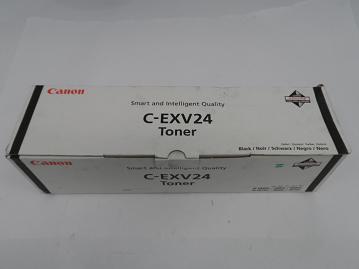 Canon
Smart and Intelligent Quality
C-EXV24
Toner
Black / Noir / Schwarz / Negro / Nero
Canon
Smart and Intelligent Quality
C-EXV24
Toner